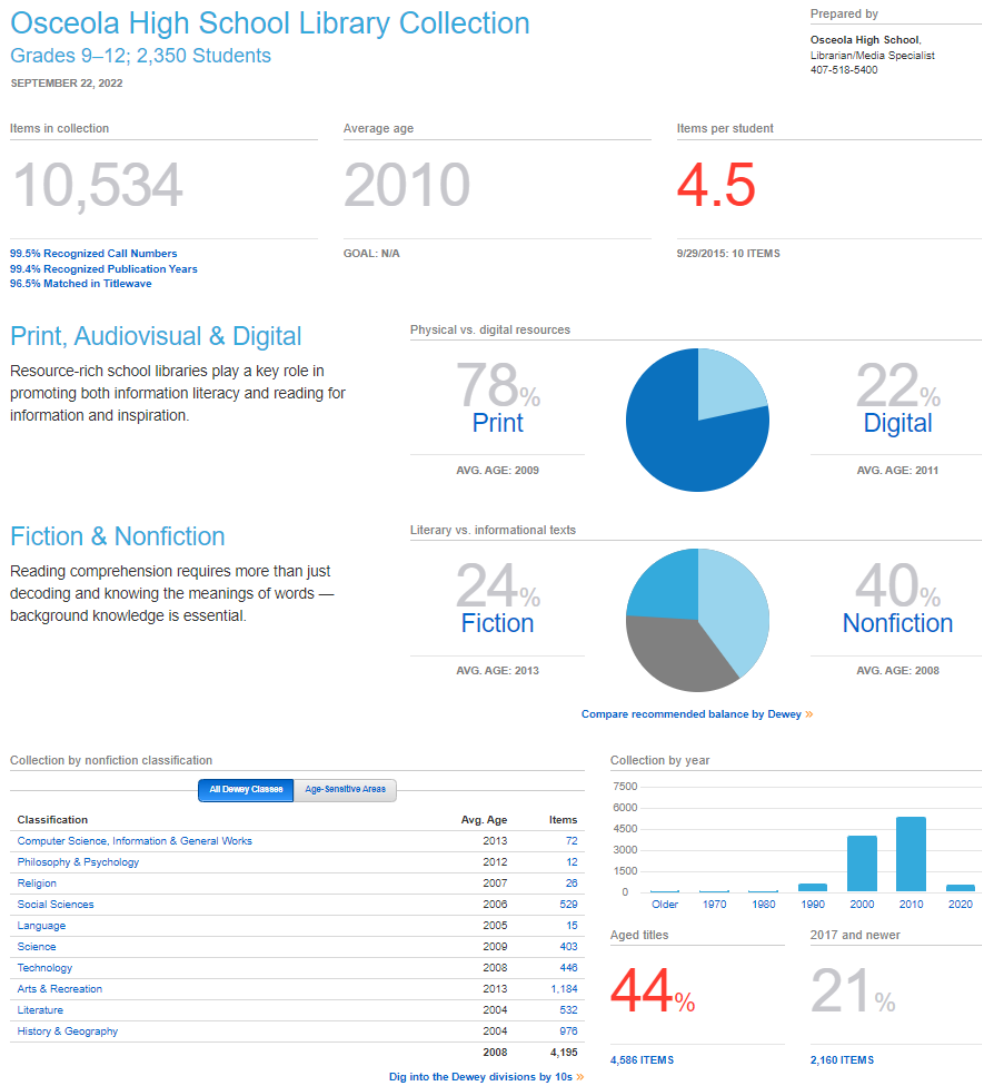 Osceola High School Library Collection
Grades 9–12; 2,350 Students
SEPTEMBER 22, 2022
Prepared by
Osceola High School,
Librarian/Media Specialist
407-518-5400
Items in collection
10,534
99.5% Recognized Call Numbers
99.4% Recognized Publication Years
96.5% Matched in Titlewave
Average age
2010
GOAL: N/A
Items per student
4.5
9/29/2015: 10 ITEMS
Print, Audiovisual & Digital
Resource-rich school libraries play a key role in
promoting both information literacy and reading for
information and inspiration.
Physical vs. digital resources
78%
Print
AVG. AGE: 2009
22%
Digital
AVG. AGE: 2011
Fiction & Nonfiction
Reading comprehension requires more than just
decoding and knowing the meanings of words —
background knowledge is essential.
Literary vs. informational texts
24%
Fiction
AVG. AGE: 2013
40%
Nonfiction
AVG. AGE: 2008
Compare recommended balance by Dewey »
Collection by nonfiction classification
All Dewey Classes Age-Sensitive Areas
Classification Avg. Age Items
Computer Science, Information & General Works 2013 72
Philosophy & Psychology 2012 12
Religion 2007 26
Social Sciences 2006 529
Language 2005 15
Science 2009 403
Technology 2008 446
Arts & Recreation 2013 1,184
Literature 2004 532
History & Geography 2004 976
2008 4,195
Dig into the Dewey divisions by 10s »
Collection by year
7500
6000
4500
3000
1500
0
Older 1970 1980 1990 2000 2010 2020
Aged titles
44%
4,586 ITEMS
2017 and newer
21%
2,160 ITEMS